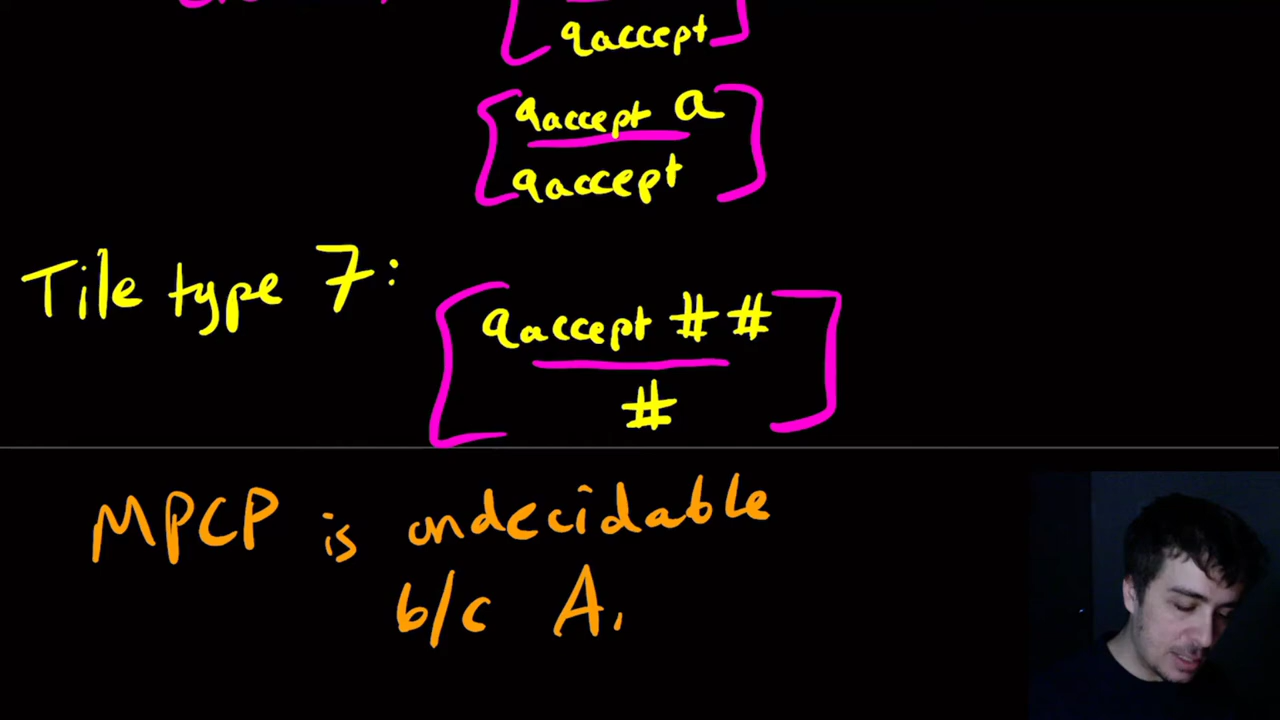 qaccept
qaccept a
qaccept
Tile type 7:
qaccept # #
#
MPCP is undecidable
b/c A